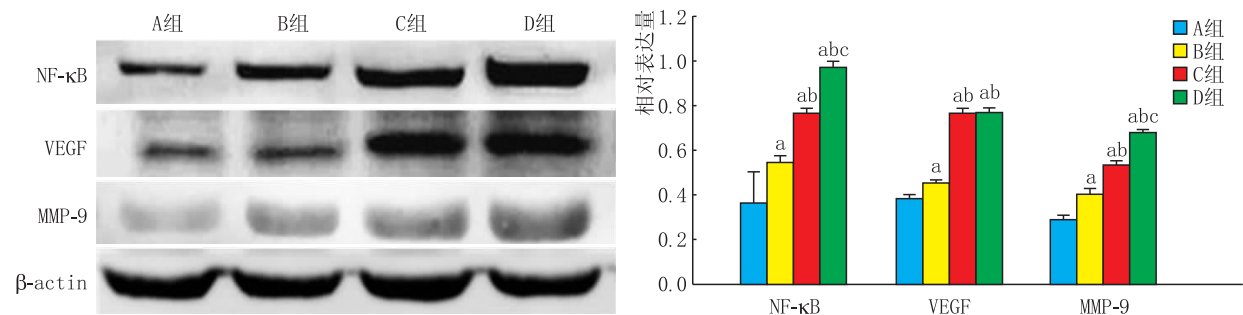 A组 B组 C组 D组
NF-κB
VEGF
MMP-9
β-actin
相对表达量
1.2
1.0
0.8
0.6
0.4
0.2
0.0
A组
B组
C组
D组
a ab abc
a ab ab
a ab abc
NF-κB VEGF MMP-9